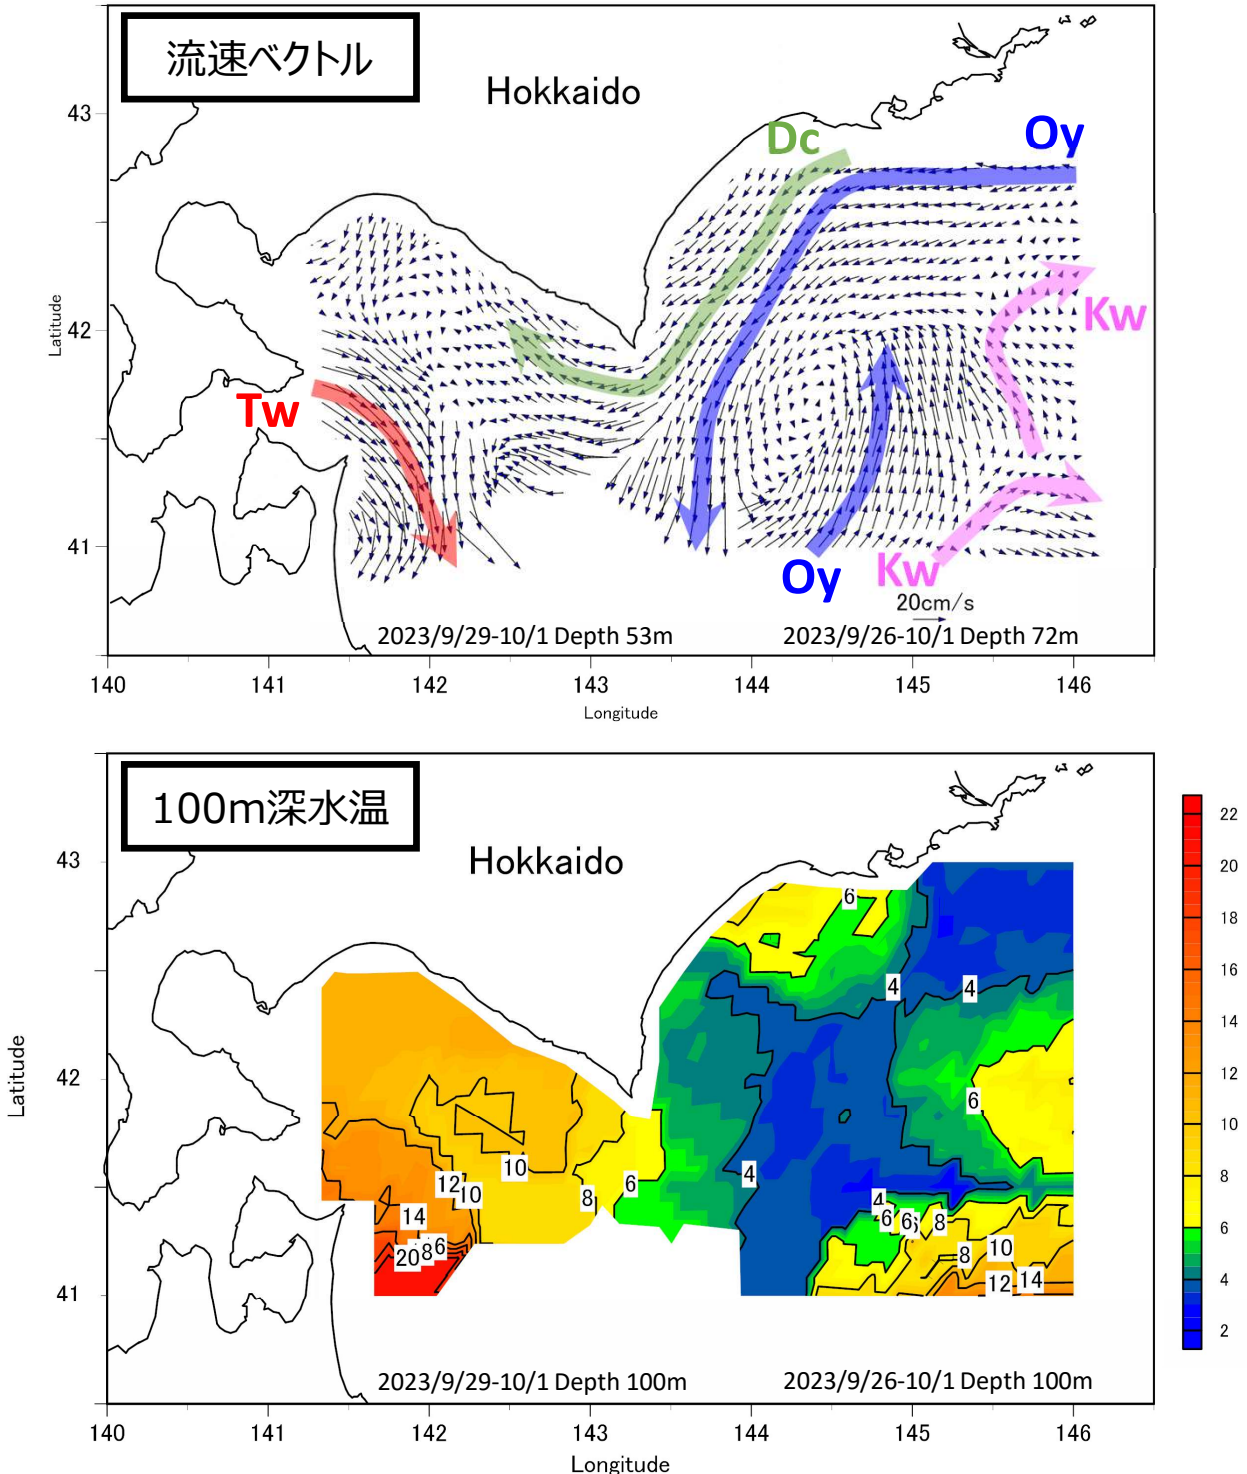 流速ベクトル
Hokkaido
Dc
Oy
Kw
Tw
Oy
Kw
20cm/s
2023/9/29-10/1 Depth 53m
2023/9/26-10/1 Depth 72m
43
42
41
Latitude
140
141
142
143
144
145
146
Longitude
100m深水温
Hokkaido
6
4
4
6
4
10
12
10
8
6
14
20
8
6
4
6
6
8
8
10
12
14
2023/9/29-10/1 Depth 100m
2023/9/26-10/1 Depth 100m
43
42
41
Latitude
140
141
142
143
144
145
146
Longitude
22
20
18
16
14
12
10
8
6
4
2